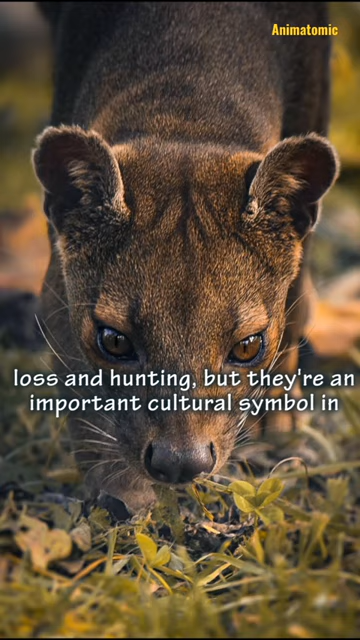 Animatomic
loss and hunting, but they're an
important cultural symbol in